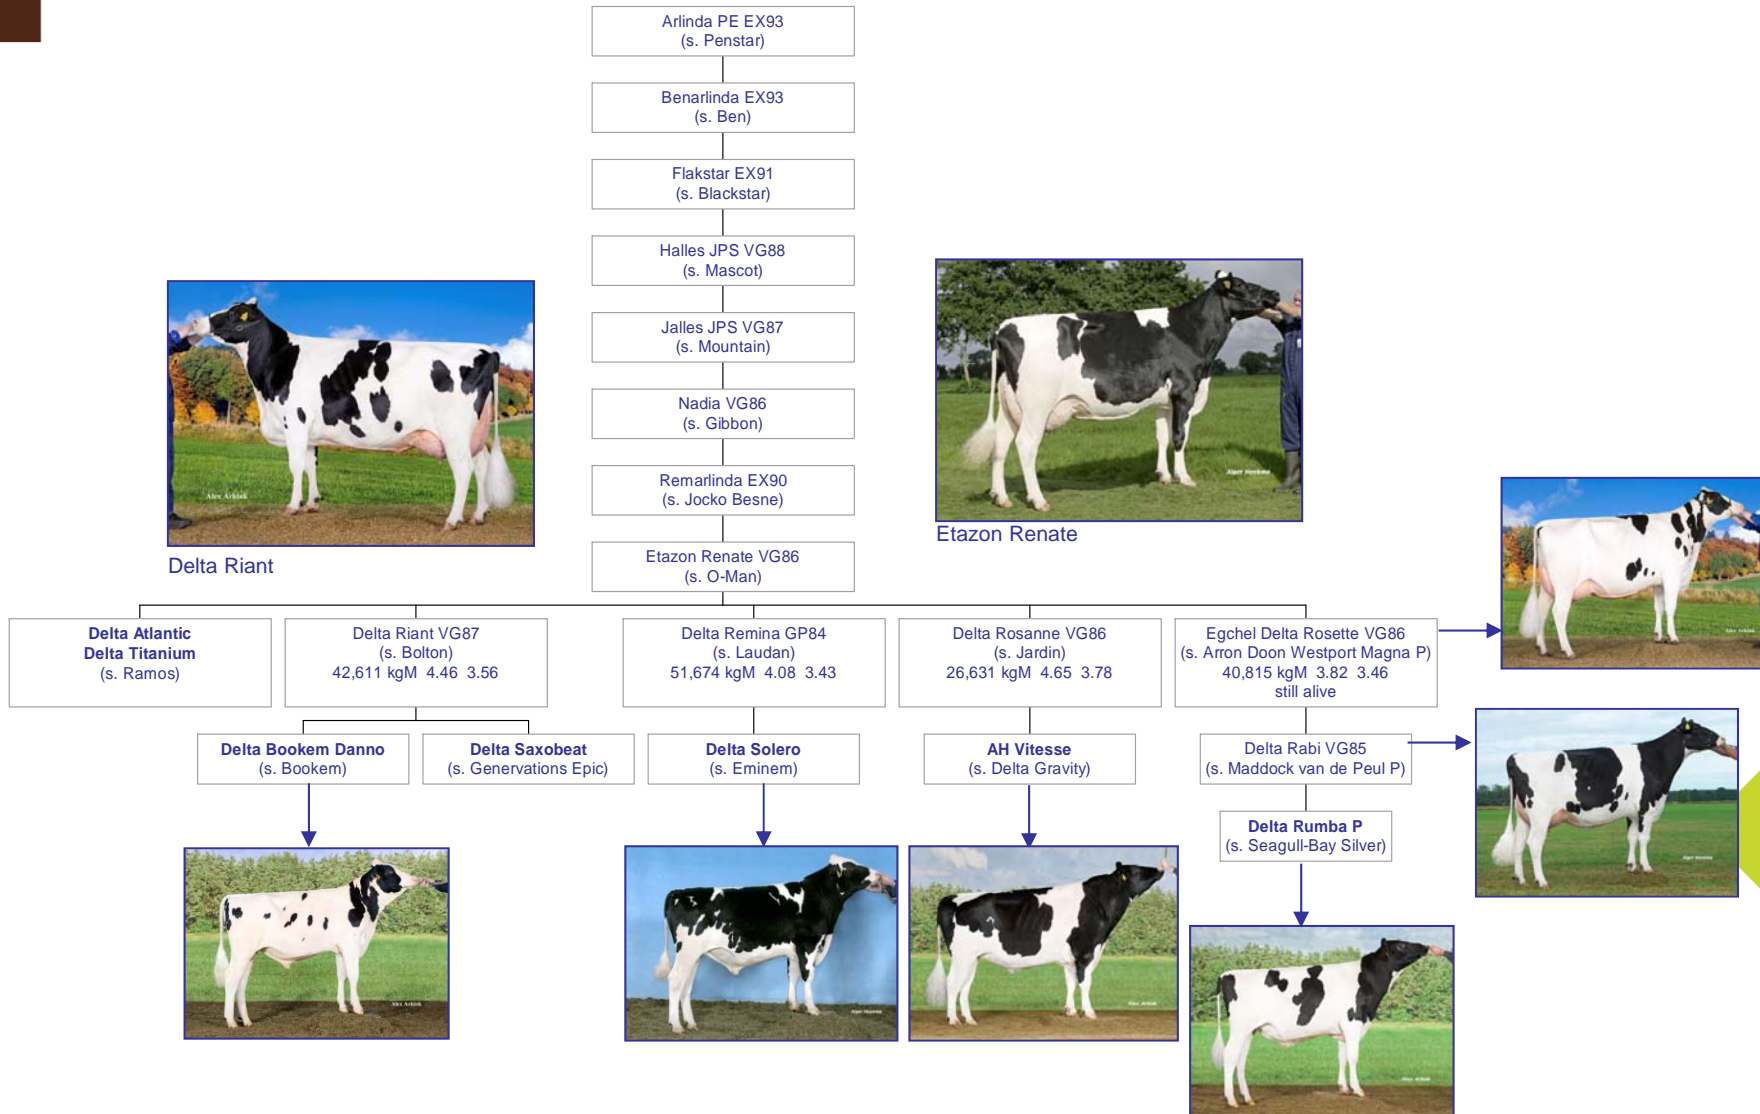 Arlinda PE EX93
(s. Penstar)
Benarlinda EX93
(s. Ben)
Flakstar EX91
(s. Blackstar)
Halles JPS VG88
(s. Mascot)
Jalles JPS VG87
(s. Mountain)
Nadia VG86
(s. Gibbon)
Remarlinda EX90
(s. Jocko Besne)
Etazon Renate VG86
(s. O-Man)
Alex Arkink
Delta Riant
Alger Meekma
Etazon Renate
Delta Atlantic
Delta Titanium
(s. Ramos)
Delta Riant VG87
(s. Bolton)
42,611 kgM 4.46 3.56
Delta Remina GP84
(s. Laudan)
51,674 kgM 4.08 3.43
Delta Rosanne VG86
(s. Jardin)
26,631 kgM 4.65 3.78
Egchel Delta Rosette VG86
(s. Arron Doon Westport Magna P)
40,815 kgM 3.82 3.46
still alive
Delta Bookem Danno
(s. Bookem)
Delta Saxobeat
(s. Genervations Epic)
Delta Solero
(s. Eminem)
AH Vitesse
(s. Delta Gravity)
Delta Rabi VG85
(s. Maddock van de Peul P)
Delta Rumba P
(s. Seagull-Bay Silver)
Alex Arkink